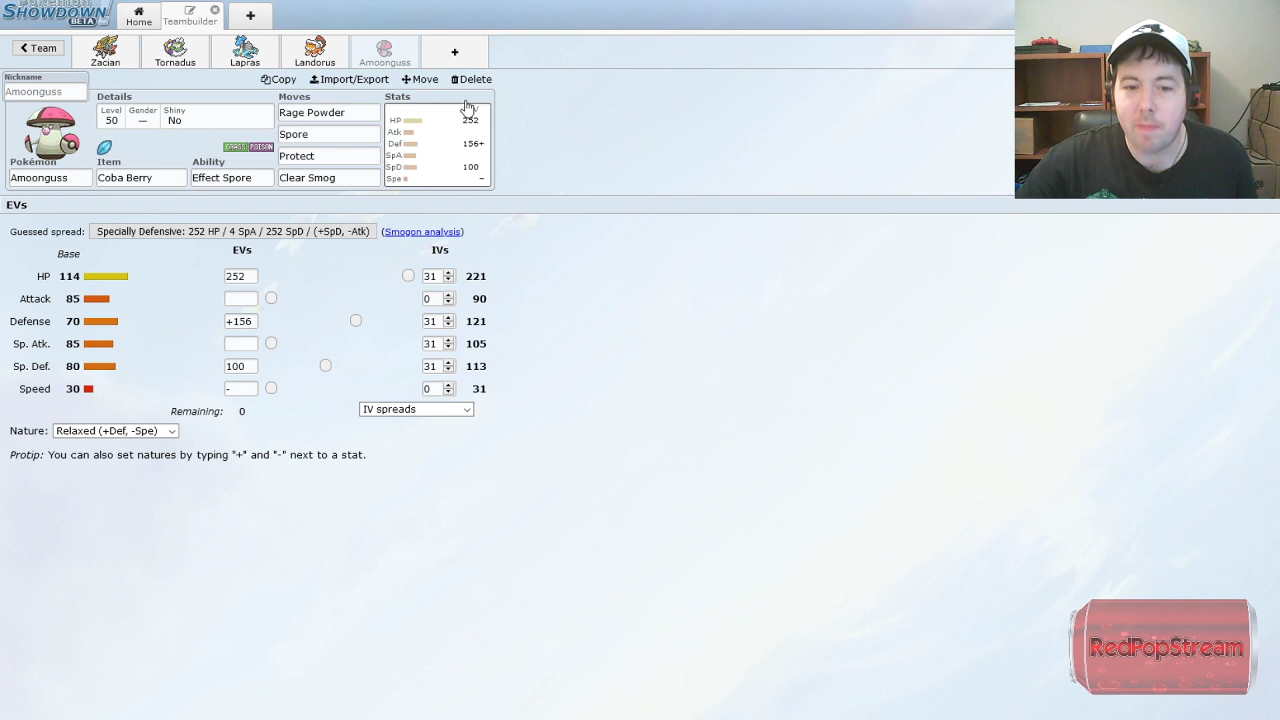 Pokémon
SHOWDOWN
BETA
Home
Teambuilder
+
Team
Zacian
Tornadus
Lapras
Landorus
Amoonguss
+
Copy
Import/Export
Move
Delete
Nickname
Amoonguss
Details
Level
50
Gender
—
Shiny
No
GRASS POISON
Pokémon
Amoonguss
Item
Coba Berry
Ability
Effect Spore
Moves
Rage Powder
Spore
Protect
Clear Smog
Stats
HP 252
Atk
Def 156+
SpA
SpD 100
Spe –
EVs
Guessed spread: Specially Defensive: 252 HP / 4 SpA / 252 SpD / (+SpD, -Atk) (Smogon analysis)
Base EVs IVs
HP 114 252 31 221
Attack 85 0 90
Defense 70 +156 31 121
Sp. Atk. 85 31 105
Sp. Def. 80 100 31 113
Speed 30 - 0 31
Remaining: 0
IV spreads
Nature: Relaxed (+Def, -Spe)
Protip: You can also set natures by typing "+" and "-" next to a stat.
RedPopStream